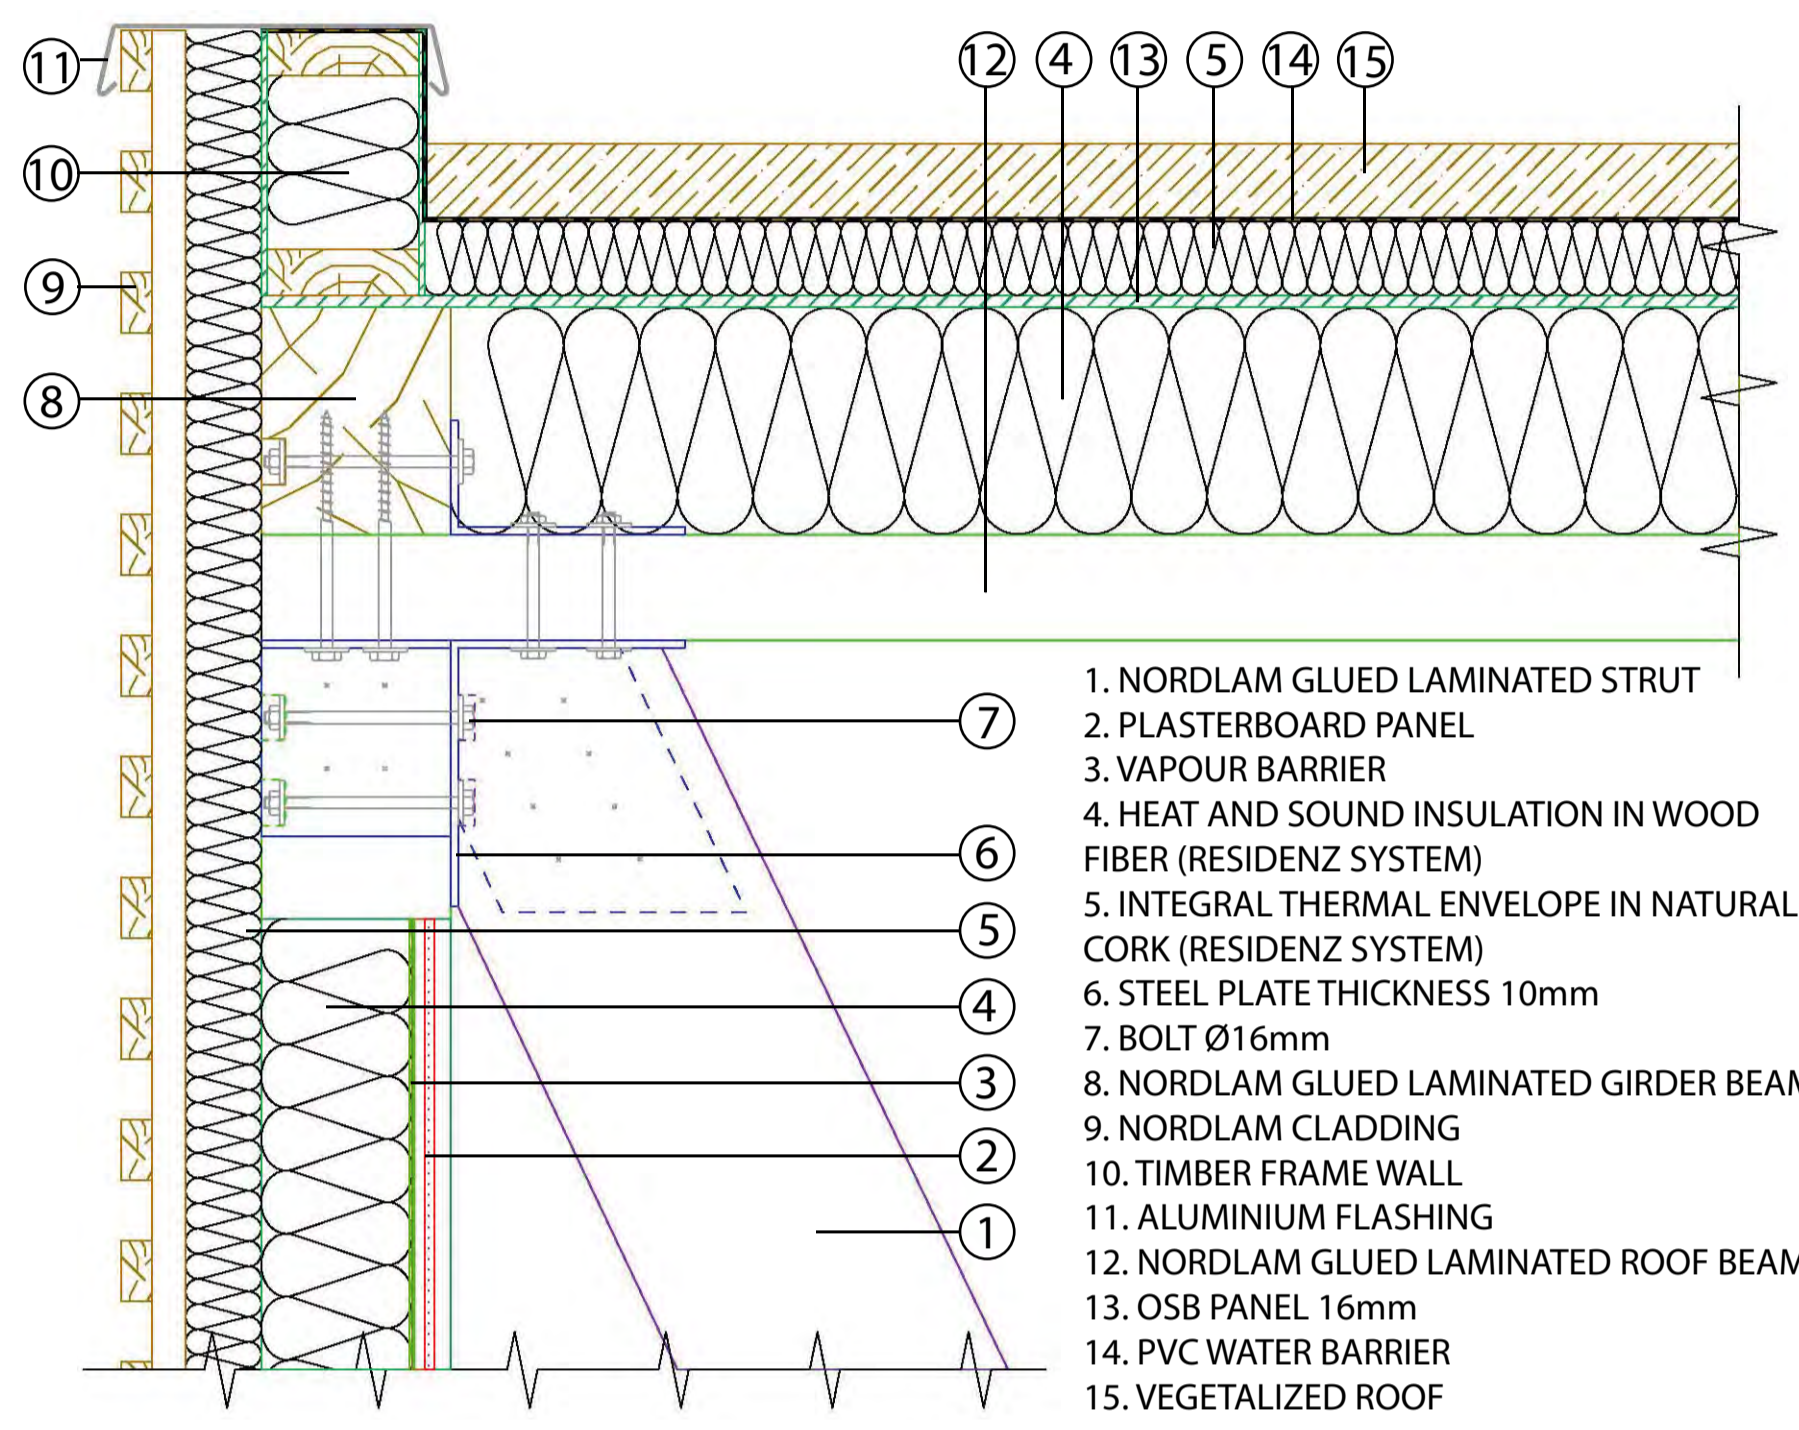 12 4 13 5 14 15
11
10
9
8
7
6
5
4
3
2
1
1. NORDLAM GLUED LAMINATED STRUT
2. PLASTERBOARD PANEL
3. VAPOUR BARRIER
4. HEAT AND SOUND INSULATION IN WOOD
FIBER (RESIDENZ SYSTEM)
5. INTEGRAL THERMAL ENVELOPE IN NATURAL
CORK (RESIDENZ SYSTEM)
6. STEEL PLATE THICKNESS 10mm
7. BOLT Ø16mm
8. NORDLAM GLUED LAMINATED GIRDER BEAM
9. NORDLAM CLADDING
10. TIMBER FRAME WALL
11. ALUMINIUM FLASHING
12. NORDLAM GLUED LAMINATED ROOF BEAM
13. OSB PANEL 16mm
14. PVC WATER BARRIER
15. VEGETALIZED ROOF